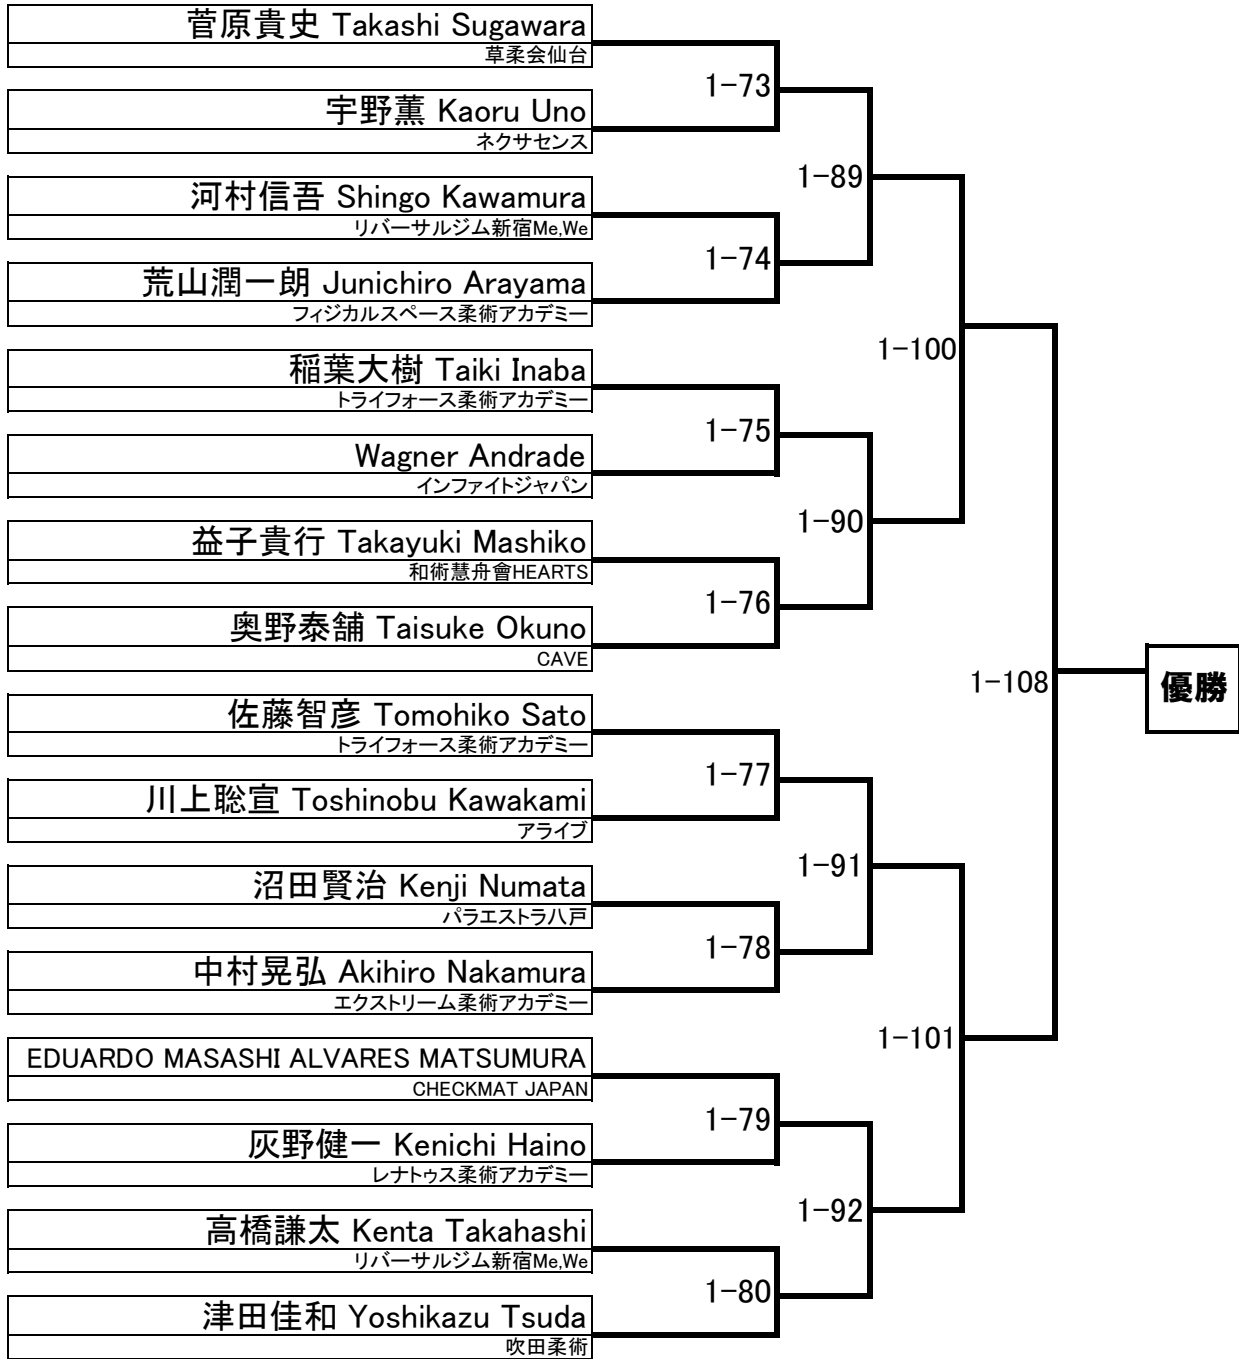 菅原貴史 Takashi Sugawara
草柔会仙台
1-73
宇野薫 Kaoru Uno
ネクサセンス
1-89
河村信吾 Shingo Kawamura
リバーサルジム新宿Me,We
1-74
荒山潤一朗 Junichiro Arayama
フィジカルスペース柔術アカデミー
1-100
稲葉大樹 Taiki Inaba
トライフォース柔術アカデミー
1-75
Wagner Andrade
インファイトジャパン
1-90
益子貴行 Takayuki Mashiko
和術慧舟會HEARTS
1-76
奥野泰舗 Taisuke Okuno
CAVE
1-108
優勝
佐藤智彦 Tomohiko Sato
トライフォース柔術アカデミー
1-77
川上聡宣 Toshinobu Kawakami
アライブ
1-91
沼田賢治 Kenji Numata
パラエストラ八戸
1-78
中村晃弘 Akihiro Nakamura
エクストリーム柔術アカデミー
1-101
EDUARDO MASASHI ALVARES MATSUMURA
CHECKMAT JAPAN
1-79
灰野健一 Kenichi Haino
レナトゥス柔術アカデミー
1-92
高橋謙太 Kenta Takahashi
リバーサルジム新宿Me,We
1-80
津田佳和 Yoshikazu Tsuda
吹田柔術